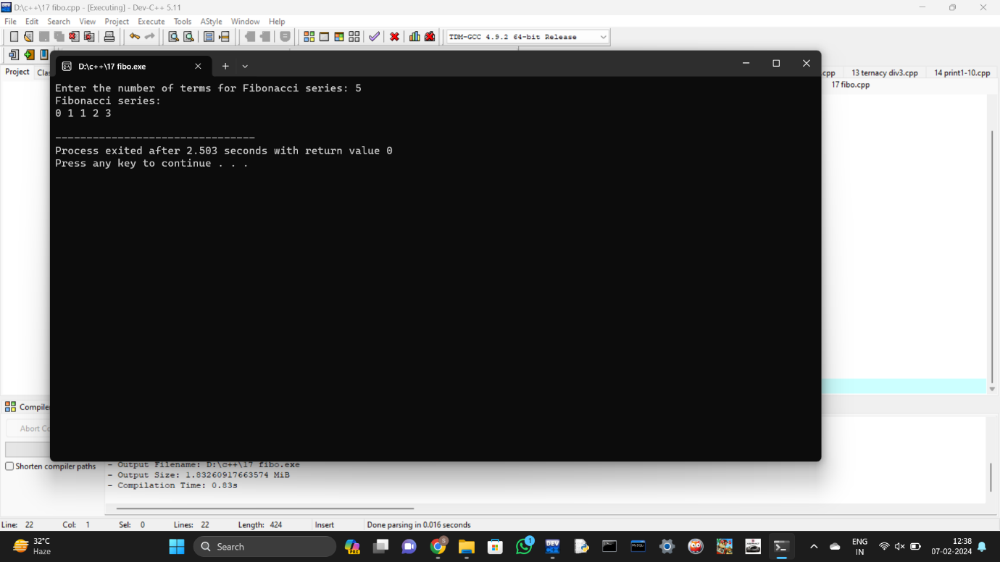 D:\c++\17 fibo.cpp - [Executing] - Dev-C++ 5.11
File Edit Search View Project Execute Tools AStyle Window Help
TDM-GCC 4.9.2 64-bit Release
D:\c++\17 fibo.exe
Project
.cpp 13 ternacy div3.cpp 14 print1-10.cpp
17 fibo.cpp
Enter the number of terms for Fibonacci series: 5
Fibonacci series:
0 1 1 2 3
--------------------------------
Process exited after 2.503 seconds with return value 0
Press any key to continue . . .
Compiler
Shorten compiler paths
- Output Filename: D:\c++\17 fibo.exe
- Output Size: 1.83260917663574 MiB
- Compilation Time: 0.83s
Line: 22 Col: 1 Sel: 0 Lines: 22 Length: 424 Insert Done parsing in 0.016 seconds
32°C
Haze
Search
PRE
S
1
DEV
MySQL
ENG
IN
12:38
07-02-2024